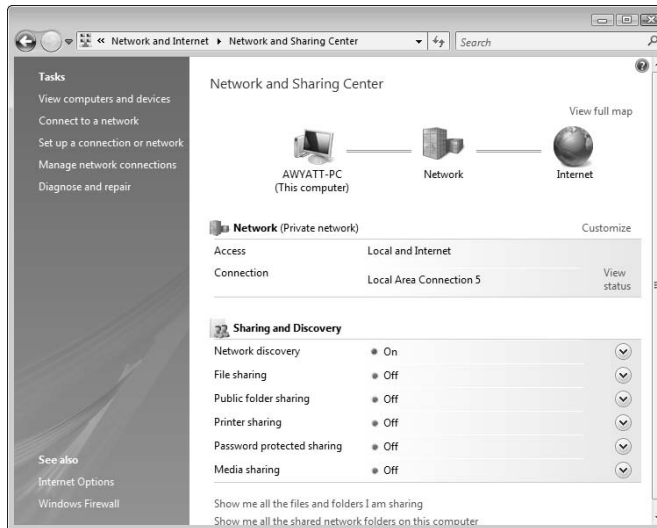 « Network and Internet ▸ Network and Sharing Center
Search
Tasks
View computers and devices
Connect to a network
Set up a connection or network
Manage network connections
Diagnose and repair
See also
Internet Options
Windows Firewall
Network and Sharing Center
View full map
AWYATT-PC
(This computer)
Network
Internet
Network (Private network)
Customize
Access Local and Internet
Connection Local Area Connection 5
View
status
Sharing and Discovery
Network discovery On
File sharing Off
Public folder sharing Off
Printer sharing Off
Password protected sharing Off
Media sharing Off
Show me all the files and folders I am sharing
Show me all the shared network folders on this computer